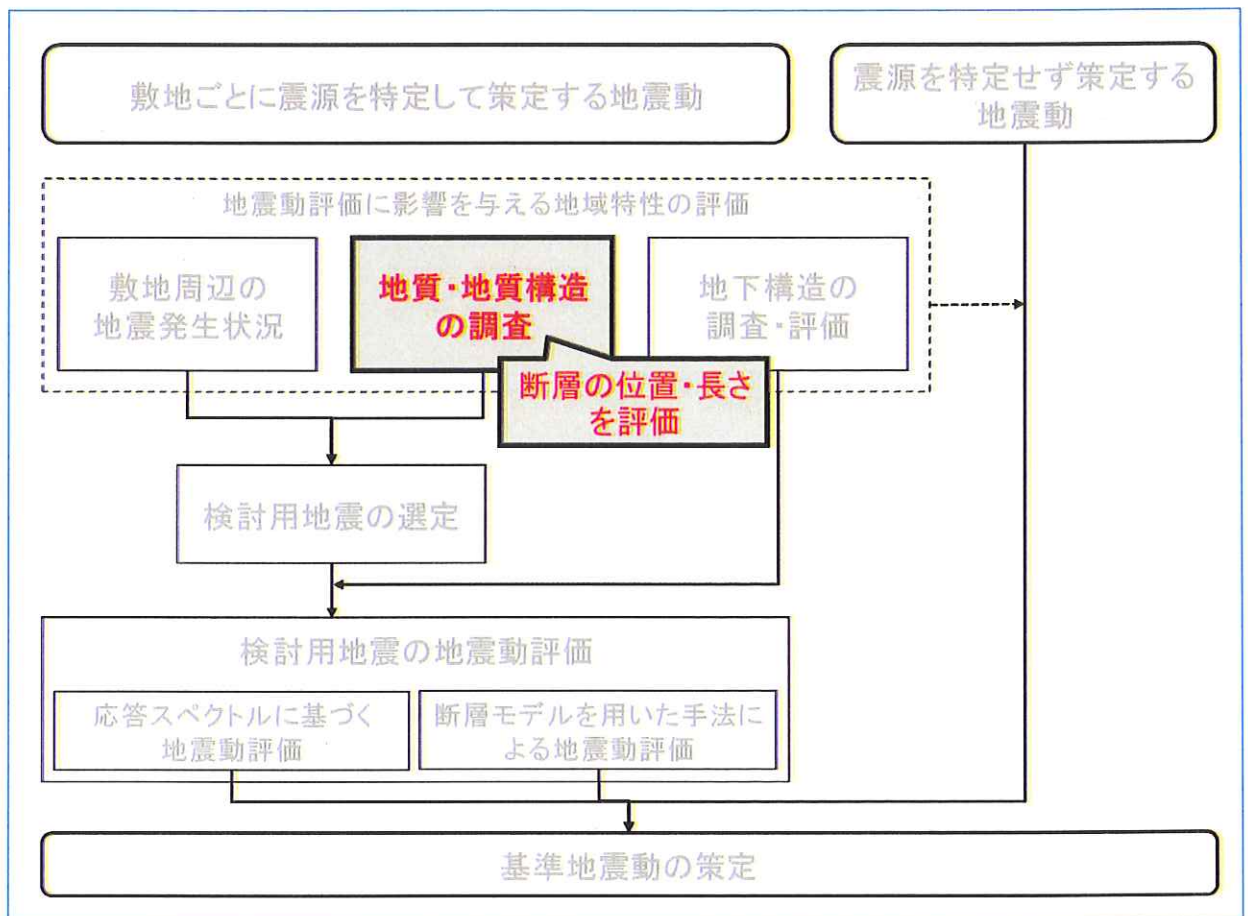 敷地ごとに震源を特定して策定する地震動
震源を特定せず策定する
地震動
地震動評価に影響を与える地域特性の評価
敷地周辺の
地震発生状況
地質・地質構造
の調査
地下構造の
調査・評価
断層の位置・長さ
を評価
検討用地震の選定
検討用地震の地震動評価
応答スペクトルに基づく
地震動評価
断層モデルを用いた手法に
よる地震動評価
基準地震動の策定